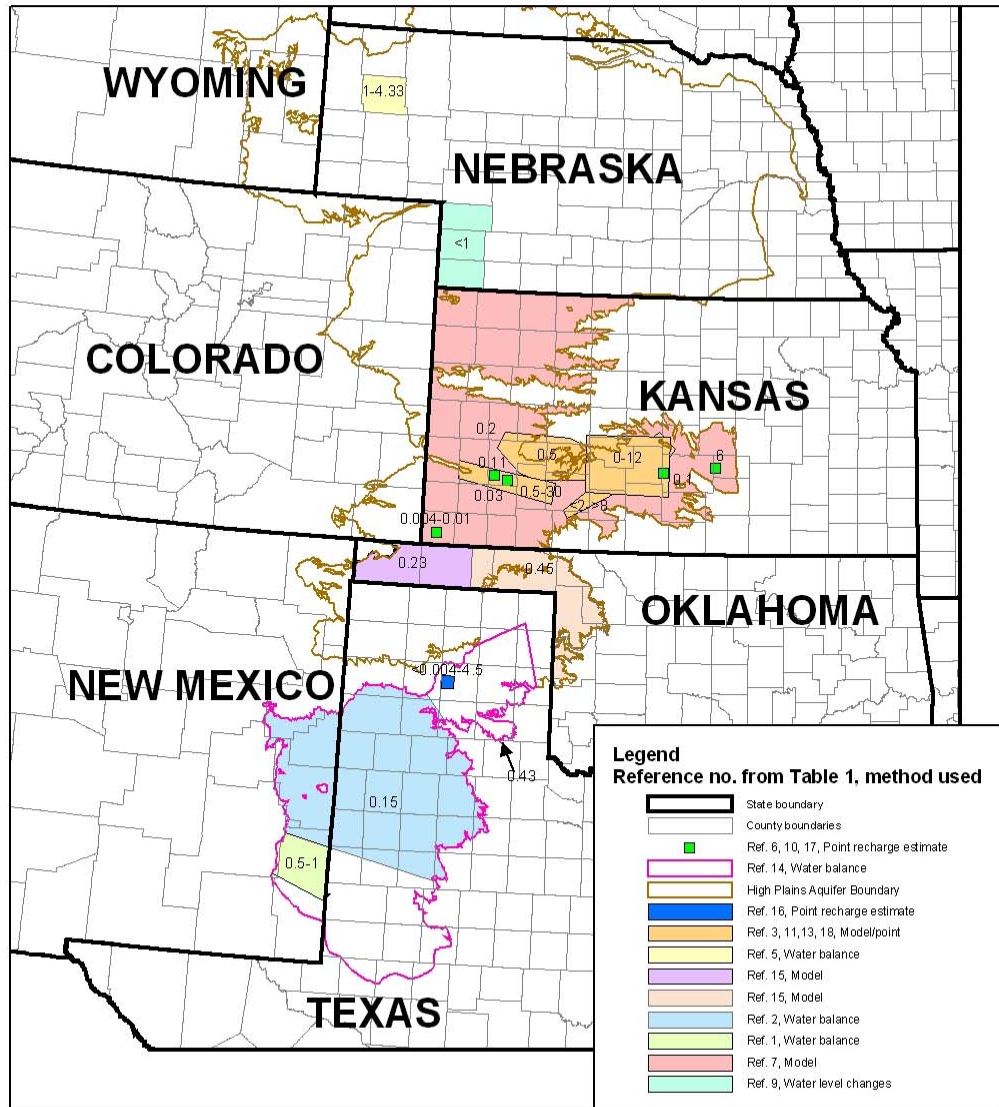 WYOMING
1-4.33
NEBRASKA
<1
COLORADO
KANSAS
0.2
0.5
0-12
6
0.11
0.1
0.03
0.5-30
<2->8
0.004-0.01
0.23
0.45
OKLAHOMA
<0.004-4.5
NEW MEXICO
0.43
0.15
0.5-1
TEXAS
Legend
Reference no. from Table 1, method used
State boundary
County boundaries
Ref. 6, 10, 17, Point recharge estimate
Ref. 14, Water balance
High Plains Aquifer Boundary
Ref. 16, Point recharge estimate
Ref. 3, 11,13, 18, Model/point
Ref. 5, Water balance
Ref. 15, Model
Ref. 15, Model
Ref. 2, Water balance
Ref. 1, Water balance
Ref. 7, Model
Ref. 9, Water level changes